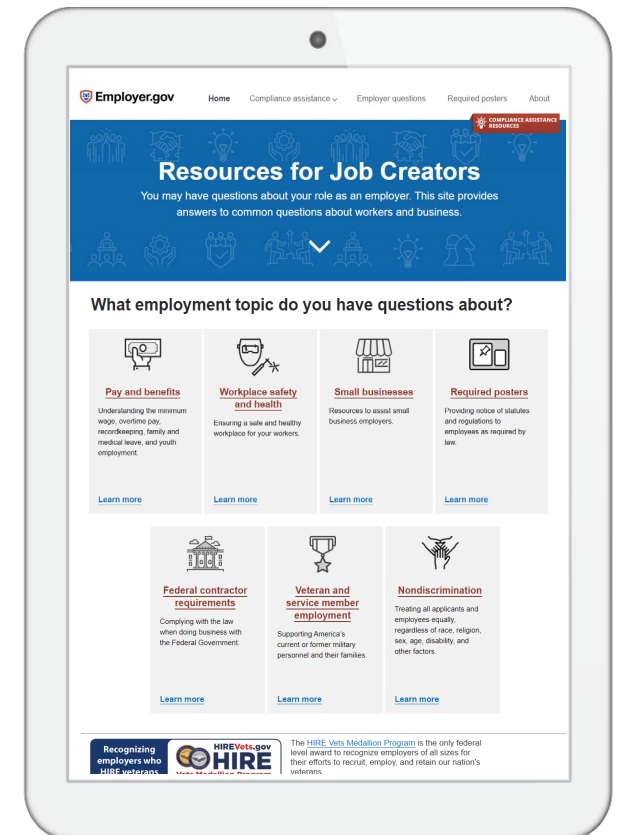 Employer.gov
Home Compliance assistance Employer questions Required posters About
COMPLIANCE ASSISTANCE
RESOURCES
Resources for Job Creators
You may have questions about your role as an employer. This site provides
answers to common questions about workers and business.
What employment topic do you have questions about?
Pay and benefits
Understanding the minimum
wage, overtime pay,
recordkeeping, family and
medical leave, and youth
employment.
Learn more
Workplace safety
and health
Ensuring a safe and healthy
workplace for your workers.
Learn more
Small businesses
Resources to assist small
business employers.
Learn more
Required posters
Providing notice of statutes
and regulations to
employees as required by
law.
Learn more
Federal contractor
requirements
Complying with the law
when doing business with
the Federal Government.
Learn more
Veteran and
service member
employment
Supporting America's
current or former military
personnel and their families.
Learn more
Nondiscrimination
Treating all applicants and
employees equally,
regardless of race, religion,
sex, age, disability, and
other factors.
Learn more
Recognizing
employers who
HIRE veterans
HIREVets.gov
HIRE
Vets Medallion Program
The HIRE Vets Medallion Program is the only federal
level award to recognize employers of all sizes for
their efforts to recruit, employ, and retain our nation's
veterans.